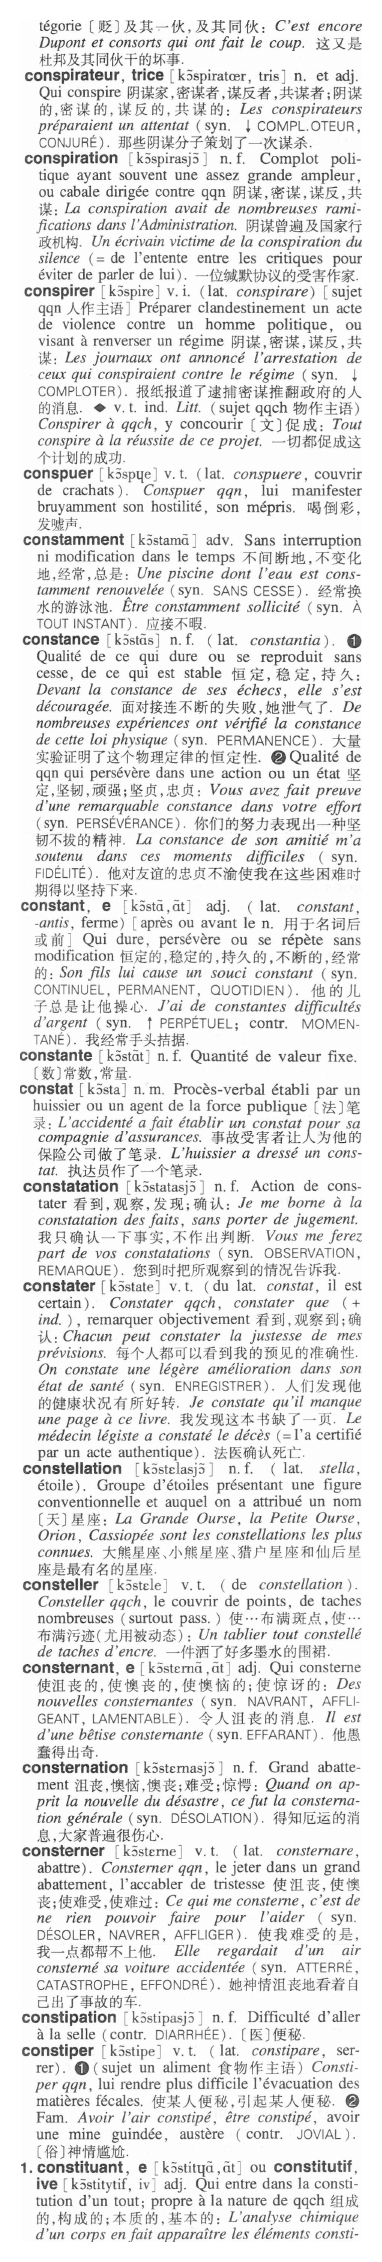 tégorie〔贬〕及其一伙,及其同伙: C'est encore
Dupont et consorts qui ont fait le coup. 这又是
杜邦及其同伙干的坏事.
conspirateur, trice [kɔ̃spiratœr, tris] n. et adj.
Qui conspire 阴谋家,密谋者,谋反者,共谋者;阴谋
的,密谋的,谋反的,共谋的: Les conspirateurs
préparaient un attentat (syn. ↓ COMPLOTEUR,
CONJURÉ). 那些阴谋分子策划了一次谋杀.
conspiration [kɔ̃spirasjɔ̃] n. f. Complot poli-
tique ayant souvent une assez grande ampleur,
ou cabale dirigée contre qqn 阴谋,密谋,谋反,共
谋: La conspiration avait de nombreuses rami-
fications dans l'Administration. 阴谋曾遍及国家行
政机构. Un écrivain victime de la conspiration du
silence (= de l'entente entre les critiques pour
éviter de parler de lui). 一位缄默协议的受害作家.
conspirer [kɔ̃spire] v. i. (lat. conspirare) [sujet
qqn 人作主语] Préparer clandestinement un acte
de violence contre un homme politique, ou
visant à renverser un régime 阴谋,密谋,谋反,共
谋: Les journaux ont annoncé l'arrestation de
ceux qui conspiraient contre le régime (syn. ↓
COMPLOTER). 报纸报道了逮捕密谋推翻政府的人
的消息. ◆ v. t. ind. Litt. (sujet qqch 物作主语)
Conspirer à qqch, y concourir〔文〕促成: Tout
conspire à la réussite de ce projet. 一切都促成这
个计划的成功.
conspuer [kɔ̃spɥe] v. t. (lat. conspuere, couvrir
de crachats). Conspuer qqn, lui manifester
bruyamment son hostilité, son mépris. 喝倒彩,
发嘘声.
constamment [kɔ̃stamɑ̃] adv. Sans interruption
ni modification dans le temps 不间断地,不变化
地,经常,总是: Une piscine dont l'eau est cons-
tamment renouvelée (syn. SANS CESSE). 经常换
水的游泳池. Être constamment sollicité (syn. À
TOUT INSTANT). 应接不暇.
constance [kɔ̃stɑ̃s] n. f. (lat. constantia). ❶
Qualité de ce qui dure ou se reproduit sans
cesse, de ce qui est stable 恒定,稳定,持久:
Devant la constance de ses échecs, elle s'est
découragée. 面对接连不断的失败,她泄气了. De
nombreuses expériences ont vérifié la constance
de cette loi physique (syn. PERMANENCE). 大量
实验证明了这个物理定律的恒定性. ❷ Qualité de
qqn qui persévère dans une action ou un état 坚
定,坚韧,顽强;坚贞,忠贞: Vous avez fait preuve
d'une remarquable constance dans votre effort
(syn. PERSÉVÉRANCE). 你们的努力表现出一种坚
韧不拔的精神. La constance de son amitié m'a
soutenu dans ces moments difficiles (syn.
FIDÉLITÉ). 他对友谊的忠贞不渝使我在这些困难时
期得以坚持下来.
constant, e [kɔ̃stɑ̃, ɑ̃t] adj. (lat. constant,
-antis, ferme) [après ou avant le n. 用于名词后
或前] Qui dure, persévère ou se répète sans
modification 恒定的,稳定的,持久的,不断的,经常
的: Son fils lui cause un souci constant (syn.
CONTINUEL, PERMANENT, QUOTIDIEN). 他的儿
子总是让他操心. J'ai de constantes difficultés
d'argent (syn. ↑ PERPÉTUEL; contr. MOMEN-
TANÉ). 我经常手头拮据.
constante [kɔ̃stɑ̃t] n. f. Quantité de valeur fixe.
〔数〕常数,常量.
constat [kɔ̃sta] n. m. Procès-verbal établi par un
huissier ou un agent de la force publique〔法〕笔
录: L'accidenté a fait établir un constat pour sa
compagnie d'assurances. 事故受害者让人为他的
保险公司做了笔录. L'huissier a dressé un cons-
tat. 执达员作了一个笔录.
constatation [kɔ̃statasjɔ̃] n. f. Action de cons-
tater 看到,观察,发现;确认: Je me borne à la
constatation des faits, sans porter de jugement.
我只确认一下事实,不作出判断. Vous me ferez
part de vos constatations (syn. OBSERVATION,
REMARQUE). 您到时把所观察到的情况告诉我.
constater [kɔ̃state] v. t. (du lat. constat, il est
certain). Constater qqch, constater que (+
ind.), remarquer objectivement 看到,观察到;确
认: Chacun peut constater la justesse de mes
prévisions. 每个人都可以看到我的预见的准确性.
On constate une légère amélioration dans son
état de santé (syn. ENREGISTRER). 人们发现他
的健康状况有所好转. Je constate qu'il manque
une page à ce livre. 我发现这本书缺了一页. Le
médecin légiste a constaté le décès (= l'a certifié
par un acte authentique). 法医确认死亡.
constellation [kɔ̃stɛlasjɔ̃] n. f. (lat. stella,
étoile). Groupe d'étoiles présentant une figure
conventionnelle et auquel on a attribué un nom
〔天〕星座: La Grande Ourse, la Petite Ourse,
Orion, Cassiopée sont les constellations les plus
connues. 大熊星座、小熊星座、猎户星座和仙后星
座是最有名的星座.
consteller [kɔ̃stɛle] v. t. (de constellation).
Consteller qqch, le couvrir de points, de taches
nombreuses (surtout pass.) 使…布满斑点,使…
布满污迹(尤用被动态): Un tablier tout constellé
de taches d'encre. 一件洒了好多墨水的围裙.
consternant, e [kɔ̃stɛrnɑ̃, ɑ̃t] adj. Qui consterne
使沮丧的,使懊丧的,使懊恼的;使惊讶的: Des
nouvelles consternantes (syn. NAVRANT, AFFLI-
GEANT, LAMENTABLE). 令人沮丧的消息. Il est
d'une bêtise consternante (syn. EFFARANT). 他愚
蠢得出奇.
consternation [kɔ̃stɛrnasjɔ̃] n. f. Grand abatte-
ment 沮丧,懊恼,懊丧;难受;惊愕: Quand on ap-
prit la nouvelle du désastre, ce fut la consterna-
tion générale (syn. DÉSOLATION). 得知厄运的消
息,大家普遍很伤心.
consterner [kɔ̃stɛrne] v. t. (lat. consternare,
abattre). Consterner qqn, le jeter dans un grand
abattement, l'accabler de tristesse 使沮丧,使懊
丧;使难受,使难过: Ce qui me consterne, c'est de
ne rien pouvoir faire pour l'aider (syn.
DÉSOLER, NAVRER, AFFLIGER). 使我难受的是,
我一点都帮不上他. Elle regardait d'un air
consterné sa voiture accidentée (syn. ATTERRÉ,
CATASTROPHE, EFFONDRÉ). 她神情沮丧地看着自
己出了事故的车.
constipation [kɔ̃stipasjɔ̃] n. f. Difficulté d'aller
à la selle (contr. DIARRHÉE).〔医〕便秘.
constiper [kɔ̃stipe] v. t. (lat. constipare, ser-
rer). ❶ (sujet un aliment 食物作主语) Consti-
per qqn, lui rendre plus difficile l'évacuation des
matières fécales. 使某人便秘,引起某人便秘. ❷
Fam. Avoir l'air constipé, être constipé, avoir
une mine guindée, austère (contr. JOVIAL).
〔俗〕神情尴尬.
1. constituant, e [kɔ̃stitɥɑ̃, ɑ̃t] ou constitutif,
ive [kɔ̃stitytif, iv] adj. Qui entre dans la consti-
tution d'un tout; propre à la nature de qqch 组成
的,构成的;本质的,基本的: L'analyse chimique
d'un corps en fait apparaître les éléments consti-